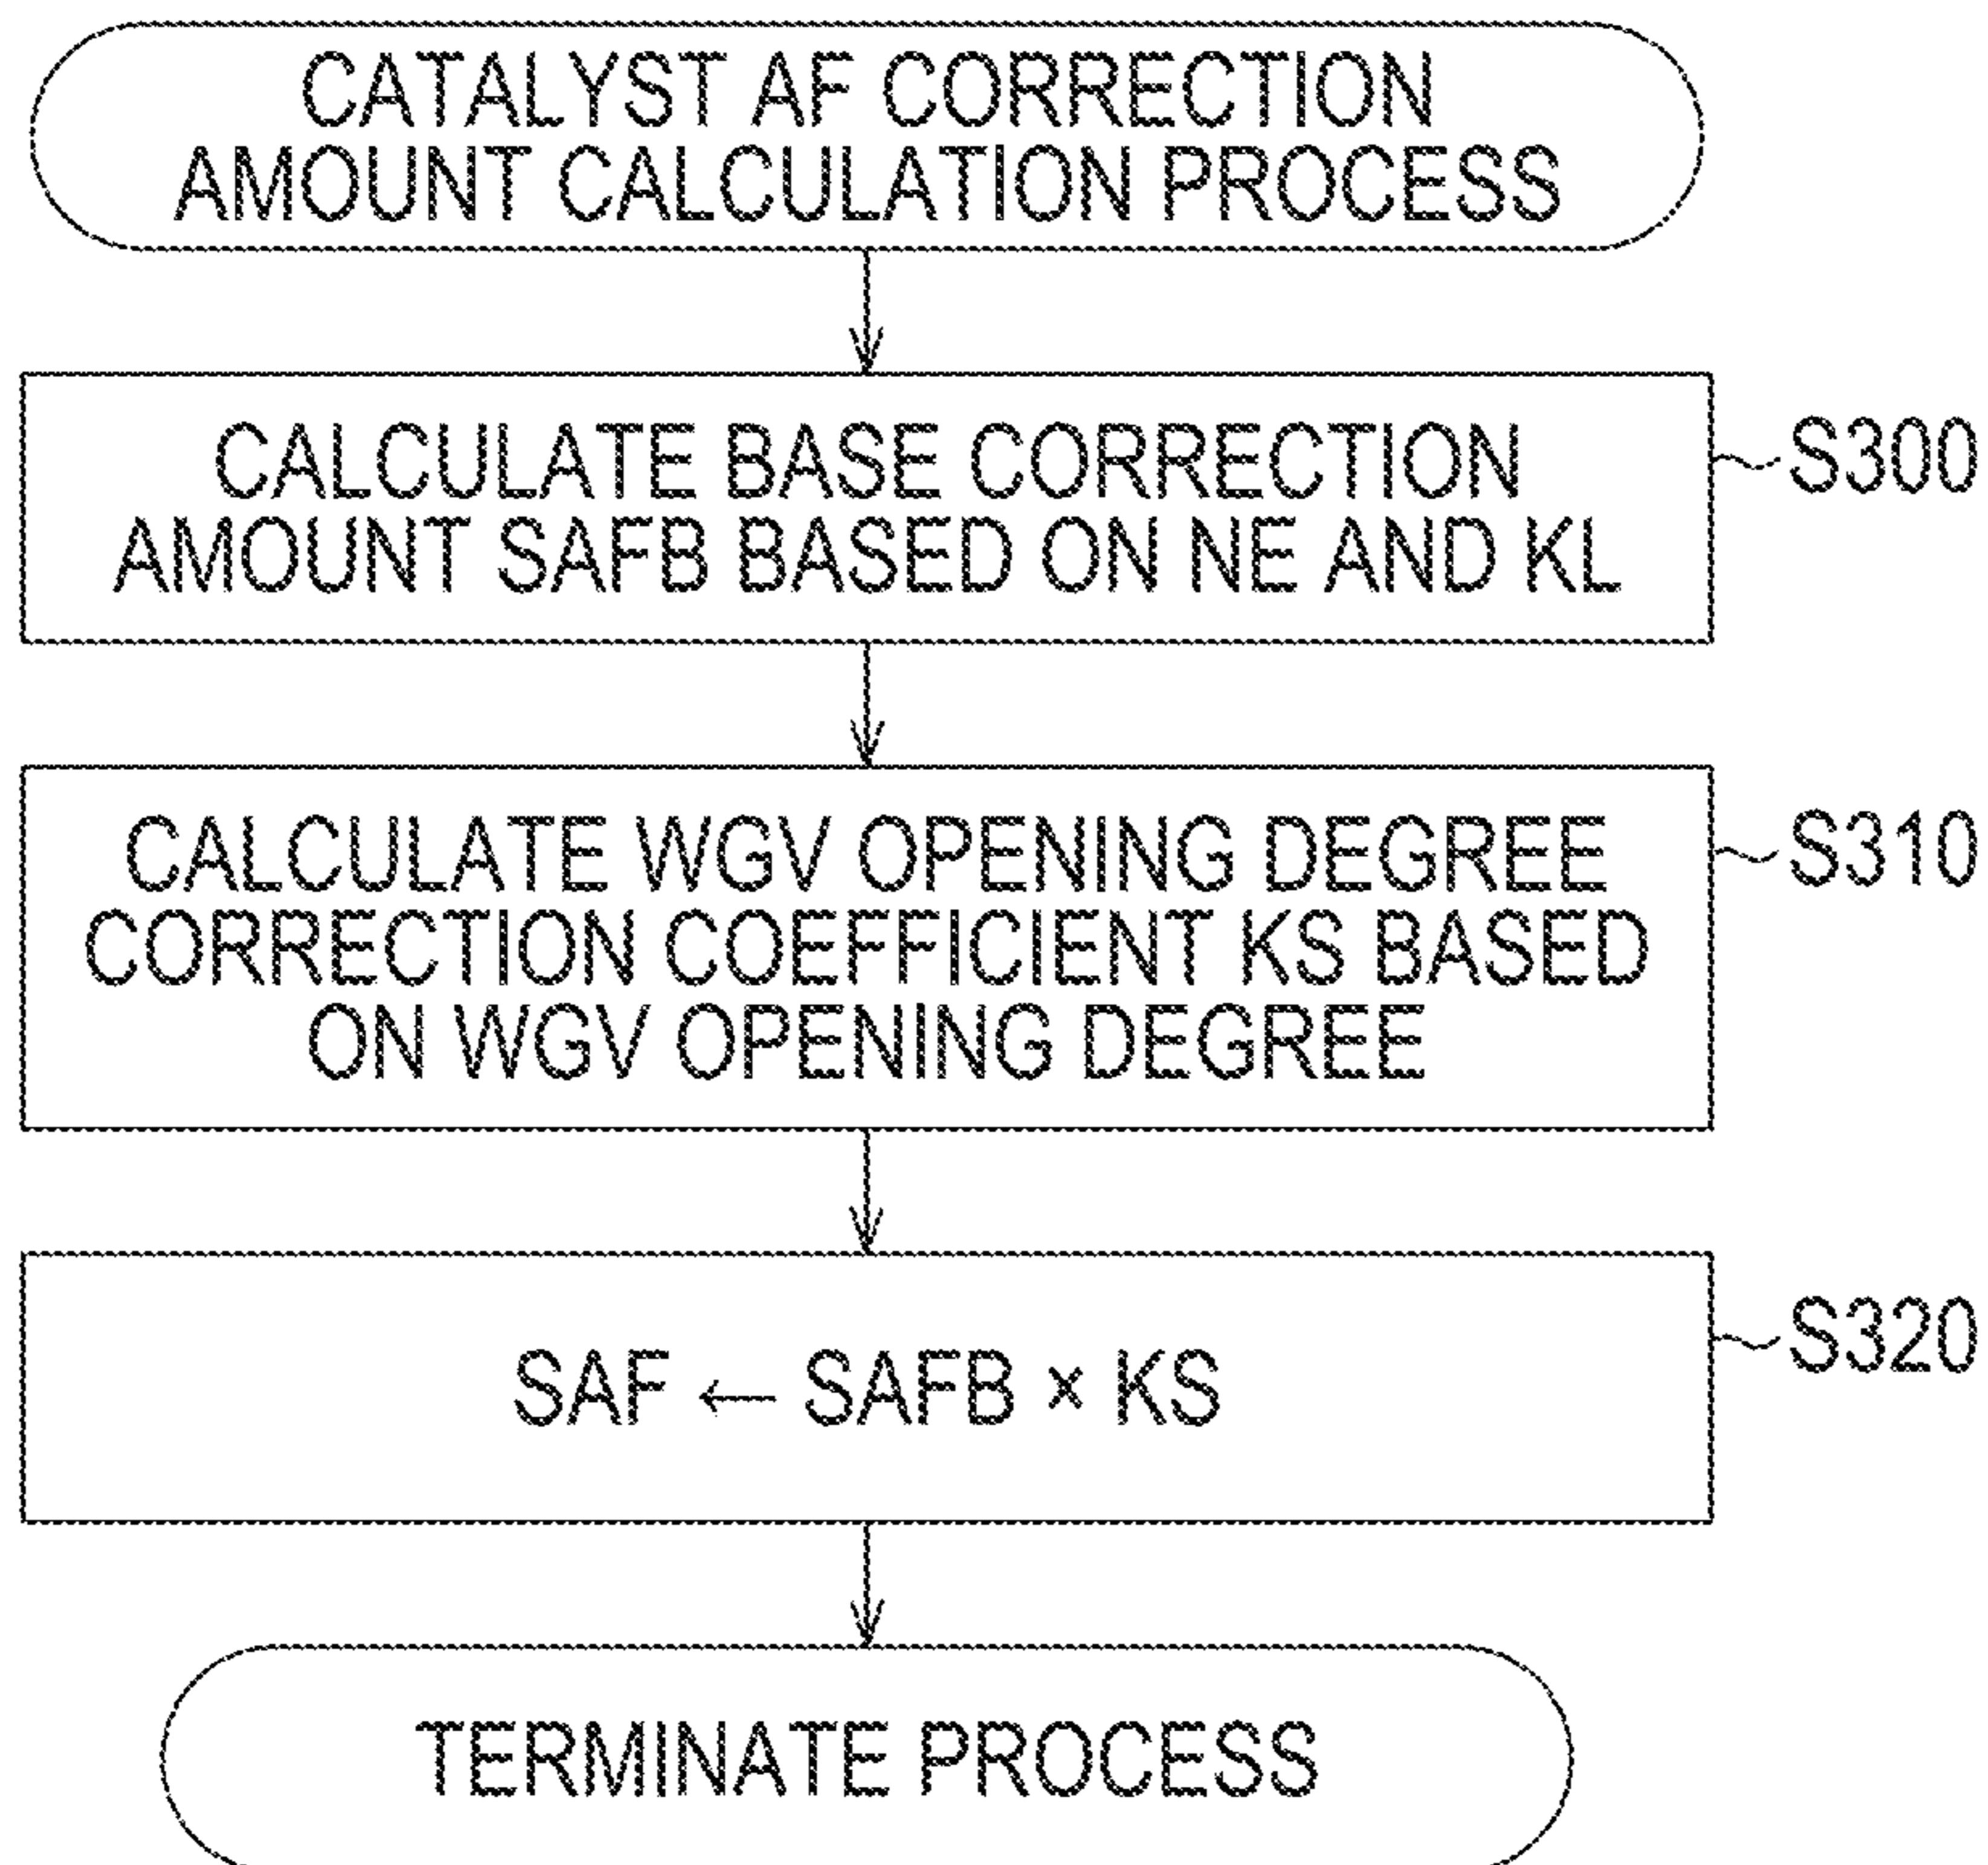 CATALYST AF CORRECTION
AMOUNT CALCULATION PROCESS
CALCULATE BASE CORRECTION
AMOUNT SAFB BASED ON NE AND KL
S300
CALCULATE WGV OPENING DEGREE
CORRECTION COEFFICIENT KS BASED
ON WGV OPENING DEGREE
S310
SAF ← SAFB × KS
S320
TERMINATE PROCESS